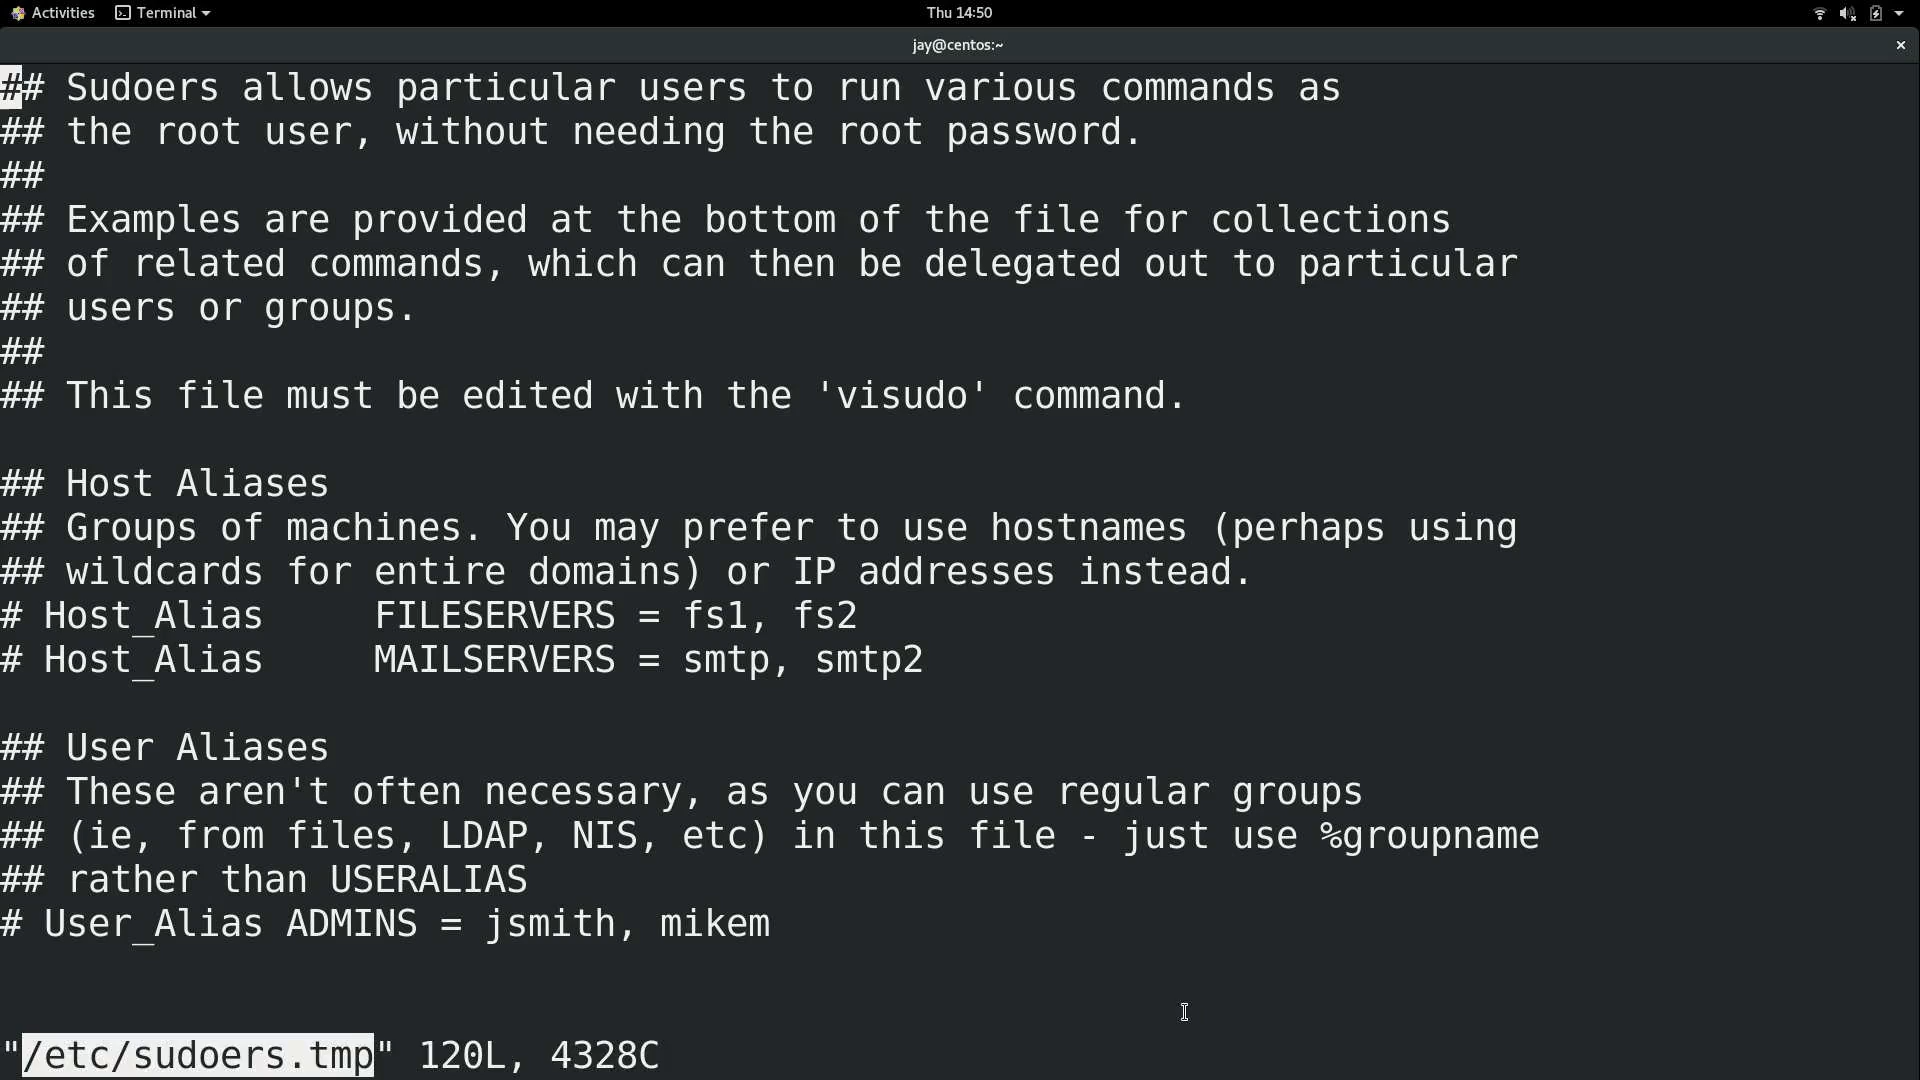 Activities Terminal Thu 14:50
jay@centos:~ ×
## Sudoers allows particular users to run various commands as
## the root user, without needing the root password.
##
## Examples are provided at the bottom of the file for collections
## of related commands, which can then be delegated out to particular
## users or groups.
##
## This file must be edited with the 'visudo' command.
## Host Aliases
## Groups of machines. You may prefer to use hostnames (perhaps using
## wildcards for entire domains) or IP addresses instead.
# Host_Alias     FILESERVERS = fs1, fs2
# Host_Alias     MAILSERVERS = smtp, smtp2
## User Aliases
## These aren't often necessary, as you can use regular groups
## (ie, from files, LDAP, NIS, etc) in this file - just use %groupname
## rather than USERALIAS
# User_Alias ADMINS = jsmith, mikem
"/etc/sudoers.tmp" 120L, 4328C